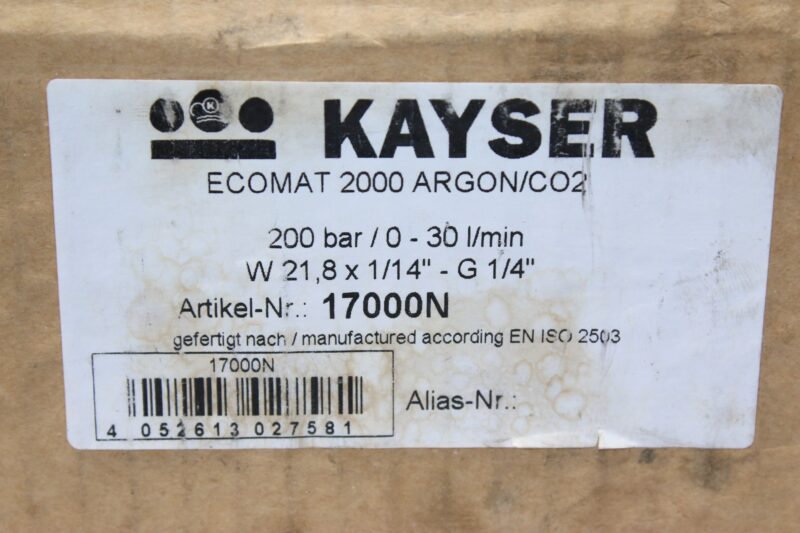 K
KAYSER
ECOMAT 2000 ARGON/CO2
200 bar / 0 - 30 l/min
W 21,8 x 1/14" - G 1/4"
Artikel-Nr.: 17000N
gefertigt nach / manufactured according EN ISO 2503
17000N
4 052613 027581
Alias-Nr.: